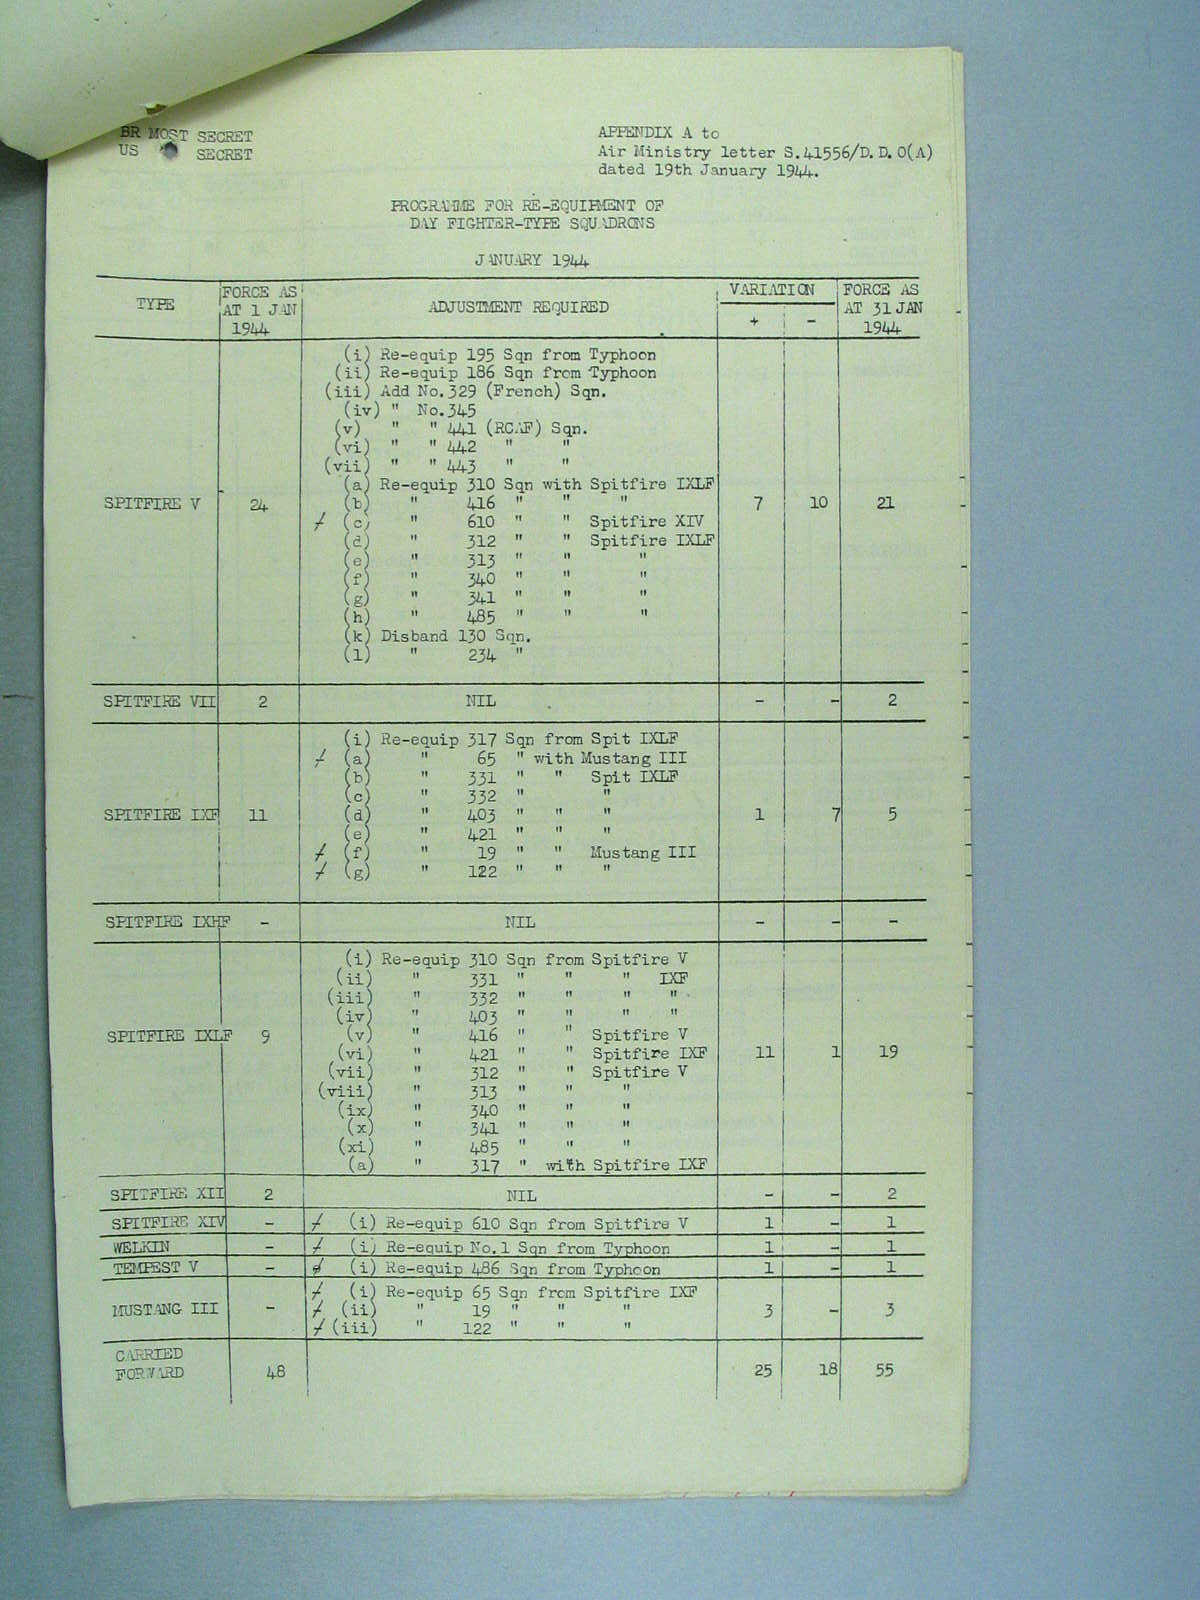 BR MOST SECRET
US SECRET
APPENDIX A to
Air Ministry letter S.41556/D.D.O(A)
dated 19th January 1944.
PROGRAMME FOR RE-EQUIPMENT OF
DAY FIGHTER-TYPE SQUADRONS
JANUARY 1944
TYPE | FORCE AS AT 1 JAN 1944 | ADJUSTMENT REQUIRED | VARIATION + - | FORCE AS AT 31 JAN 1944
(i) Re-equip 195 Sqn from Typhoon
(ii) Re-equip 186 Sqn from Typhoon
(iii) Add No.329 (French) Sqn.
(iv) " No.345
(v) " " 441 (RCAF) Sqn.
(vi) " " 442 " "
(vii) " " 443 " "
(a) Re-equip 310 Sqn with Spitfire IXLF
SPITFIRE V 24 (b) " 416 " " " 7 10 21
/ (c) " 610 " " Spitfire XIV
(d) " 312 " " Spitfire IXLF
(e) " 313 " " "
(f) " 340 " " "
(g) " 341 " " "
(h) " 485 " " "
(k) Disband 130 Sqn.
(l) " 234 "
SPITFIRE VII 2 NIL - - 2
(i) Re-equip 317 Sqn from Spit IXLF
/ (a) " 65 " with Mustang III
(b) " 331 " " Spit IXLF
(c) " 332 " "
SPITFIRE IXF 11 (d) " 403 " " " 1 7 5
(e) " 421 " " "
/ (f) " 19 " " Mustang III
/ (g) " 122 " " "
SPITFIRE IXHF - NIL - - -
(i) Re-equip 310 Sqn from Spitfire V
(ii) " 331 " " " IXF
(iii) " 332 " " " "
(iv) " 403 " " " "
SPITFIRE IXLF 9 (v) " 416 " " Spitfire V
(vi) " 421 " " Spitfire IXF 11 1 19
(vii) " 312 " " Spitfire V
(viii) " 313 " " "
(ix) " 340 " " "
(x) " 341 " " "
(xi) " 485 " " "
(a) " 317 " with Spitfire IXF
SPITFIRE XII 2 NIL - - 2
SPITFIRE XIV - / (i) Re-equip 610 Sqn from Spitfire V 1 - 1
WELKIN - / (i) Re-equip No.1 Sqn from Typhoon 1 - 1
TEMPEST V - / (i) Re-equip 486 Sqn from Typhoon 1 - 1
/ (i) Re-equip 65 Sqn from Spitfire IXF
MUSTANG III - / (ii) " 19 " " " 3 - 3
/ (iii) " 122 " " "
CARRIED
FORWARD 48 25 18 55